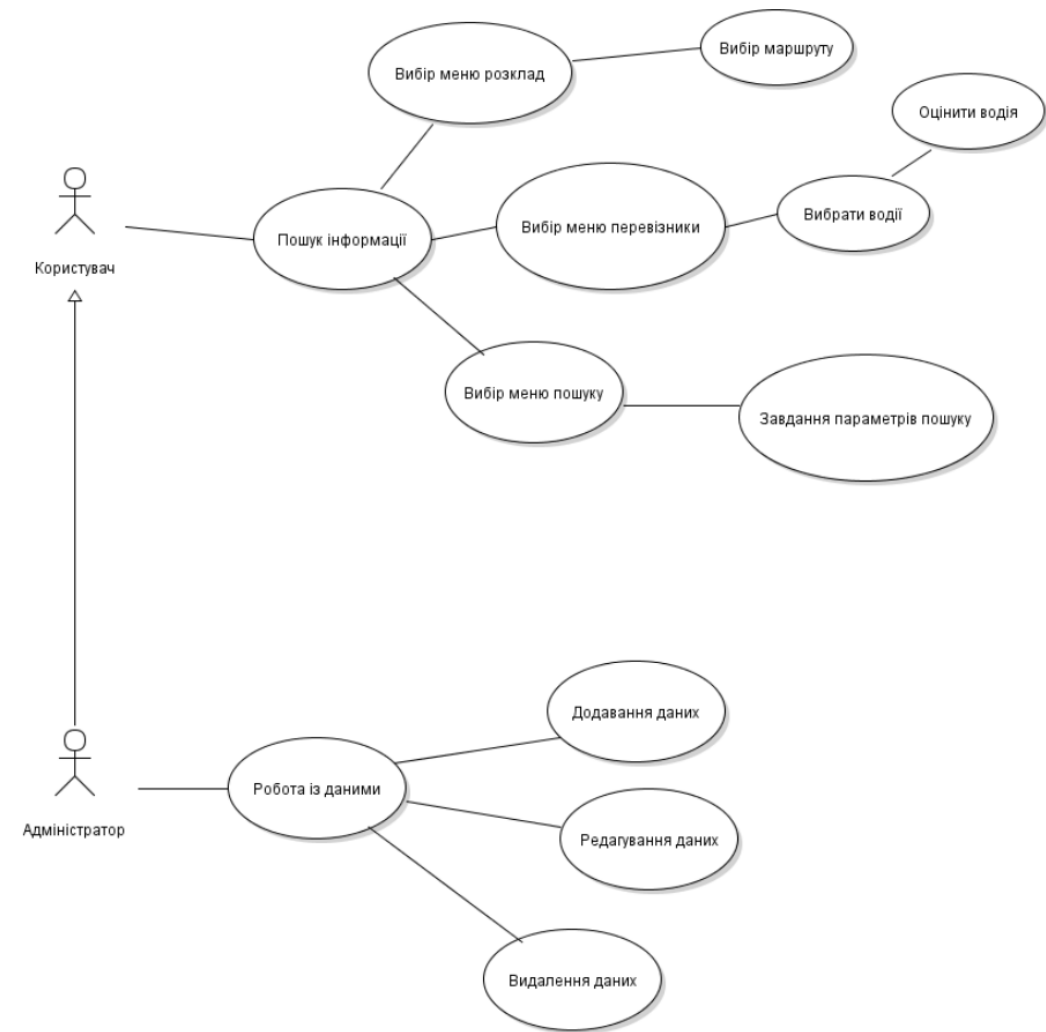 Вибір маршруту
Вибір меню розклад
Оцінити водія
Вибрати водії
Вибір меню перевізники
Пошук інформації
Користувач
Вибір меню пошуку
Завдання параметрів пошуку
Додавання даних
Робота із даними
Адміністратор
Редагування даних
Видалення даних